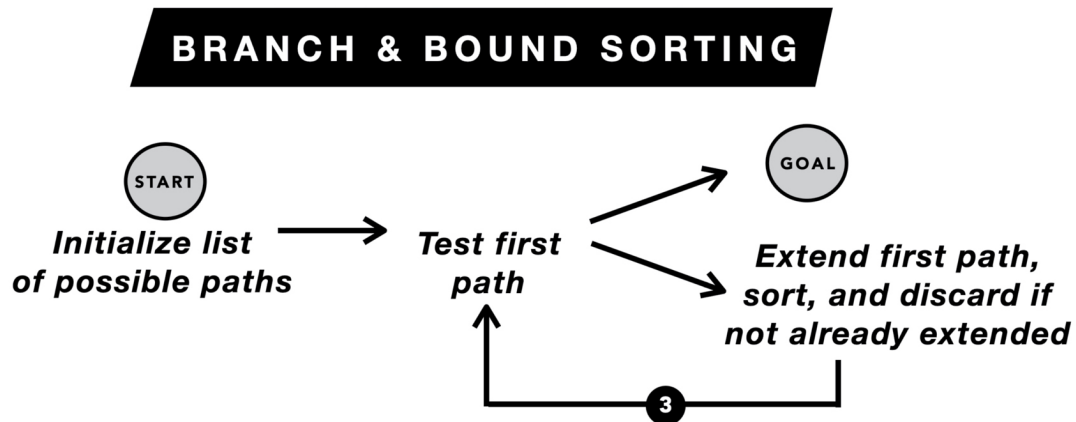 BRANCH & BOUND SORTING
START
Initialize list
of possible paths
Test first
path
GOAL
Extend first path,
sort, and discard if
not already extended
3